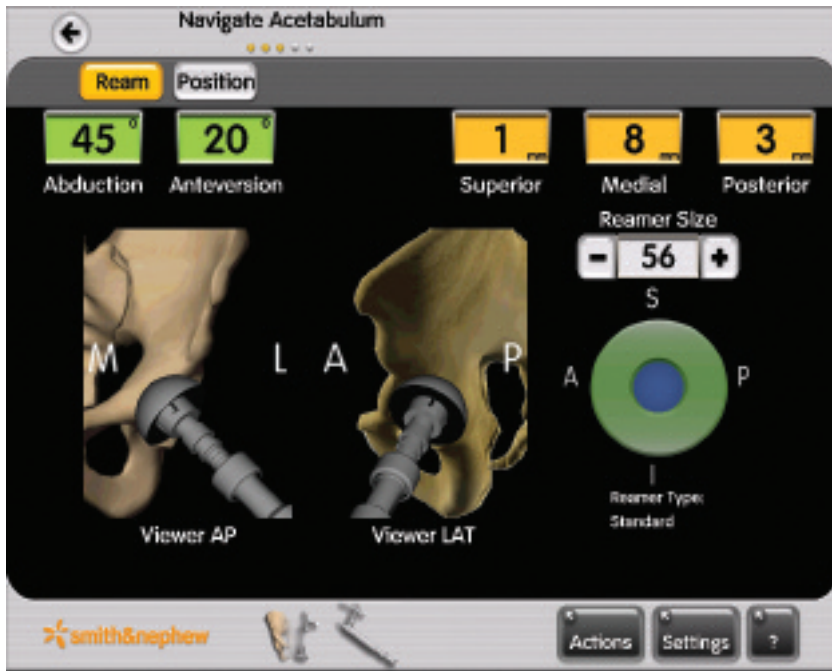 Navigate Acetabulum
Ream Position
45° 20° 1 mm 8 mm 3 mm
Abduction Anteversion Superior Medial Posterior
Reamer Size
- 56 +
S
M L A P A P
Reamer Type:
Standard
Viewer AP Viewer LAT
smith&nephew Actions Settings ?